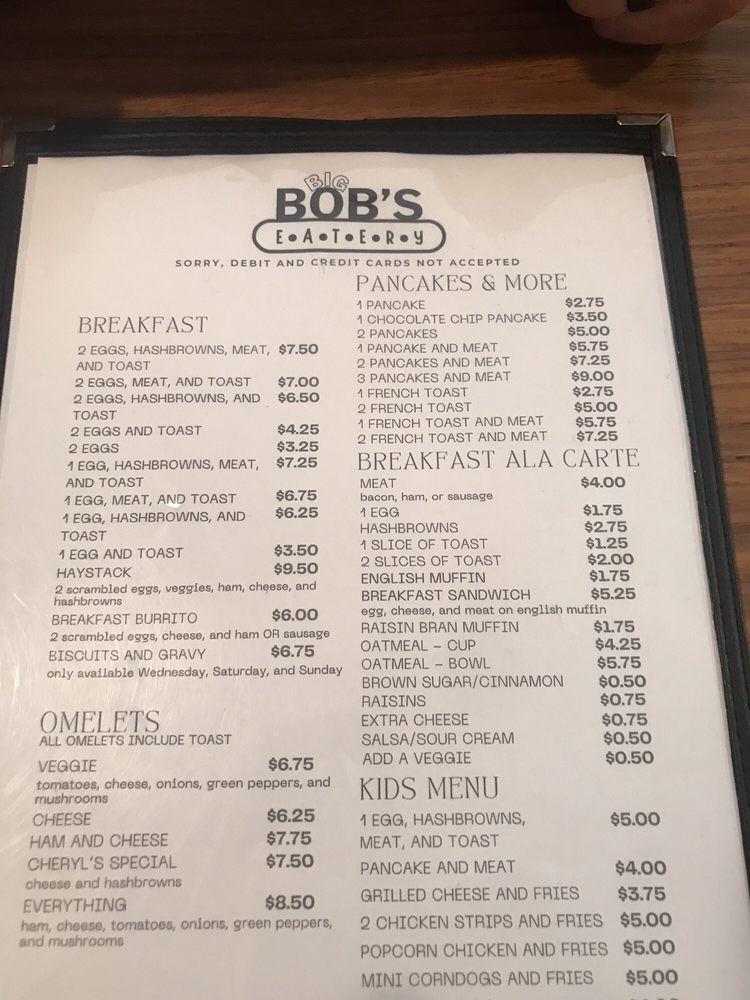 BIG
BOB'S
E•A•T•E•R•Y
SORRY, DEBIT AND CREDIT CARDS NOT ACCEPTED
BREAKFAST
2 EGGS, HASHBROWNS, MEAT, $7.50
AND TOAST
2 EGGS, MEAT, AND TOAST $7.00
2 EGGS, HASHBROWNS, AND $6.50
TOAST
2 EGGS AND TOAST $4.25
2 EGGS $3.25
1 EGG, HASHBROWNS, MEAT, $7.25
AND TOAST
1 EGG, MEAT, AND TOAST $6.75
1 EGG, HASHBROWNS, AND $6.25
TOAST
1 EGG AND TOAST $3.50
HAYSTACK $9.50
2 scrambled eggs, veggies, ham, cheese, and
hashbrowns
BREAKFAST BURRITO $6.00
2 scrambled eggs, cheese, and ham OR sausage
BISCUITS AND GRAVY $6.75
only available Wednesday, Saturday, and Sunday
OMELETS
ALL OMELETS INCLUDE TOAST
VEGGIE $6.75
tomatoes, cheese, onions, green peppers, and
mushrooms
CHEESE $6.25
HAM AND CHEESE $7.75
CHERYL'S SPECIAL $7.50
cheese and hashbrowns
EVERYTHING $8.50
ham, cheese, tomatoes, onions, green peppers,
and mushrooms
PANCAKES & MORE
1 PANCAKE $2.75
1 CHOCOLATE CHIP PANCAKE $3.50
2 PANCAKES $5.00
1 PANCAKE AND MEAT $5.75
2 PANCAKES AND MEAT $7.25
3 PANCAKES AND MEAT $9.00
1 FRENCH TOAST $2.75
2 FRENCH TOAST $5.00
1 FRENCH TOAST AND MEAT $5.75
2 FRENCH TOAST AND MEAT $7.25
BREAKFAST ALA CARTE
MEAT $4.00
bacon, ham, or sausage
1 EGG $1.75
HASHBROWNS $2.75
1 SLICE OF TOAST $1.25
2 SLICES OF TOAST $2.00
ENGLISH MUFFIN $1.75
BREAKFAST SANDWICH $5.25
egg, cheese, and meat on english muffin
RAISIN BRAN MUFFIN $1.75
OATMEAL - CUP $4.25
OATMEAL - BOWL $5.75
BROWN SUGAR/CINNAMON $0.50
RAISINS $0.75
EXTRA CHEESE $0.75
SALSA/SOUR CREAM $0.50
ADD A VEGGIE $0.50
KIDS MENU
1 EGG, HASHBROWNS, $5.00
MEAT, AND TOAST
PANCAKE AND MEAT $4.00
GRILLED CHEESE AND FRIES $3.75
2 CHICKEN STRIPS AND FRIES $5.00
POPCORN CHICKEN AND FRIES $5.00
MINI CORNDOGS AND FRIES $5.00